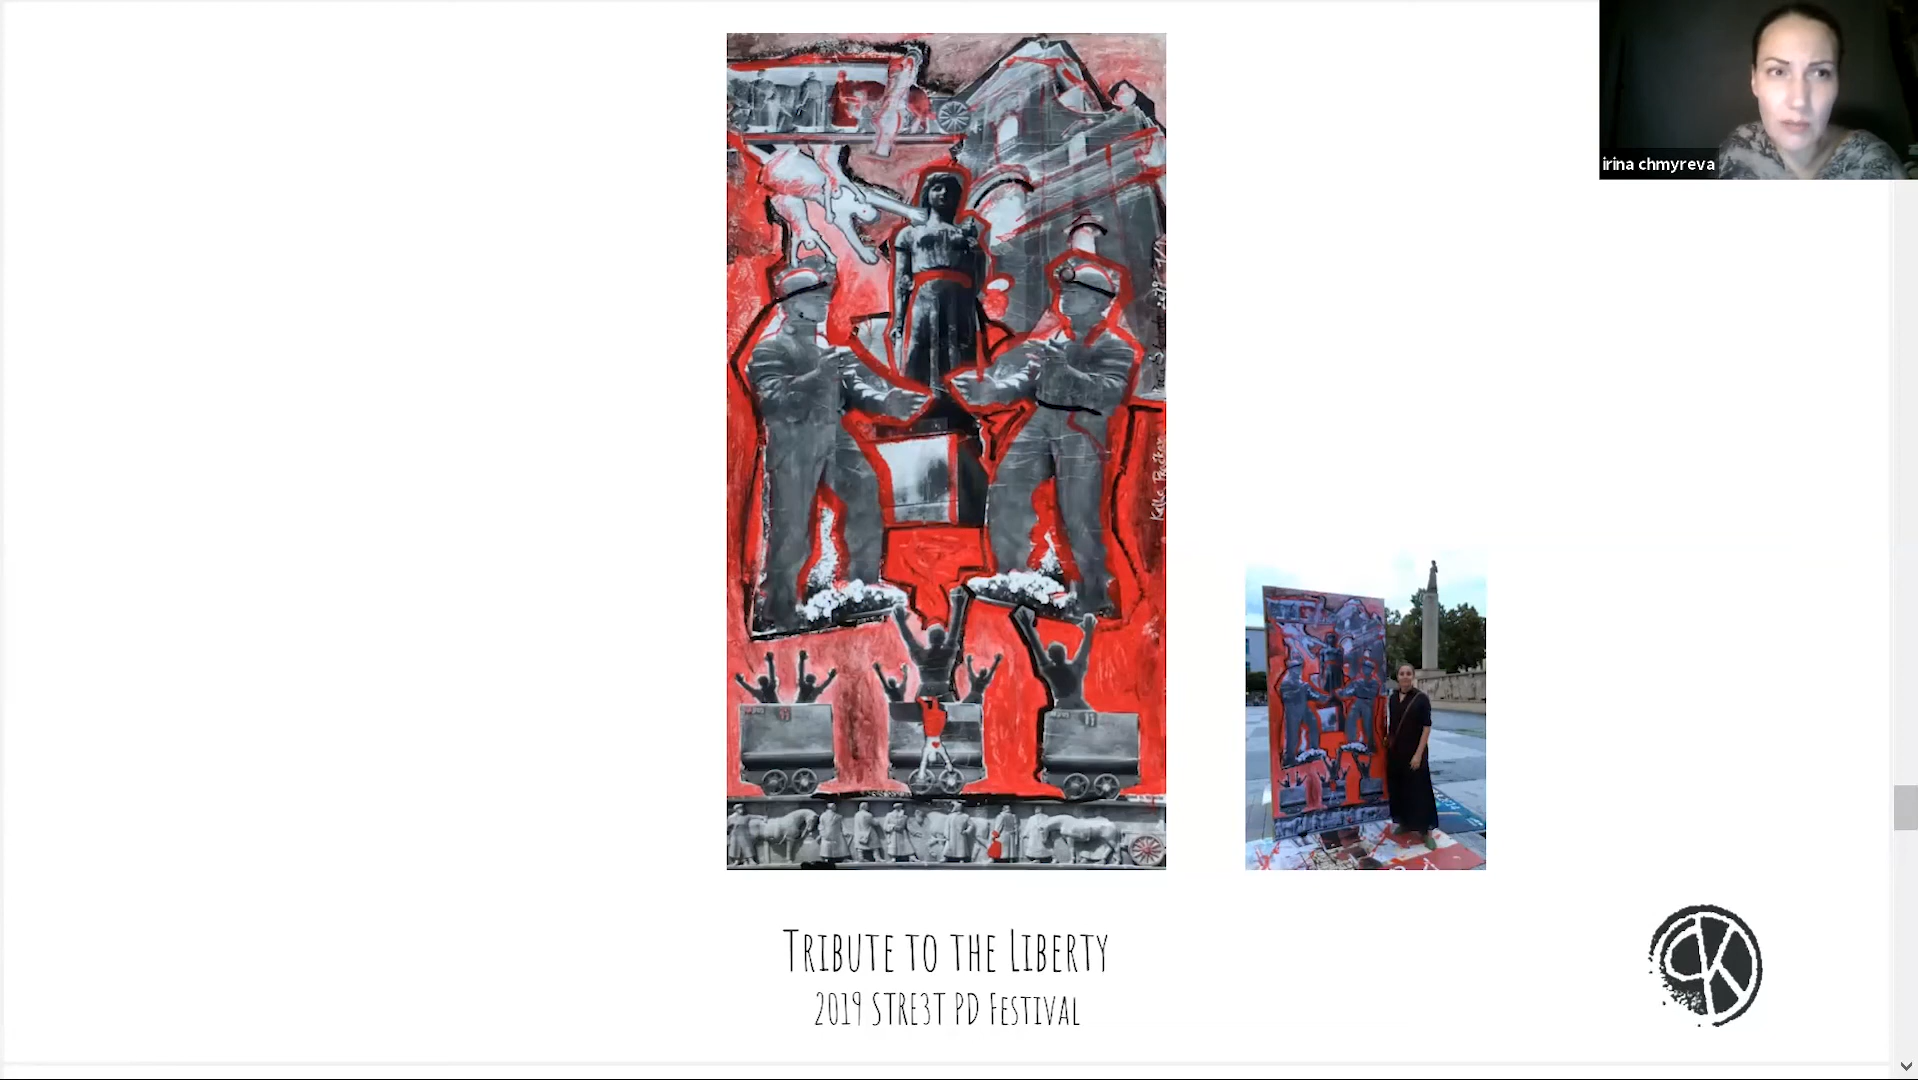 irina chmyreva
TRIBUTE TO THE LIBERTY
2019 STRE3T PD FESTIVAL